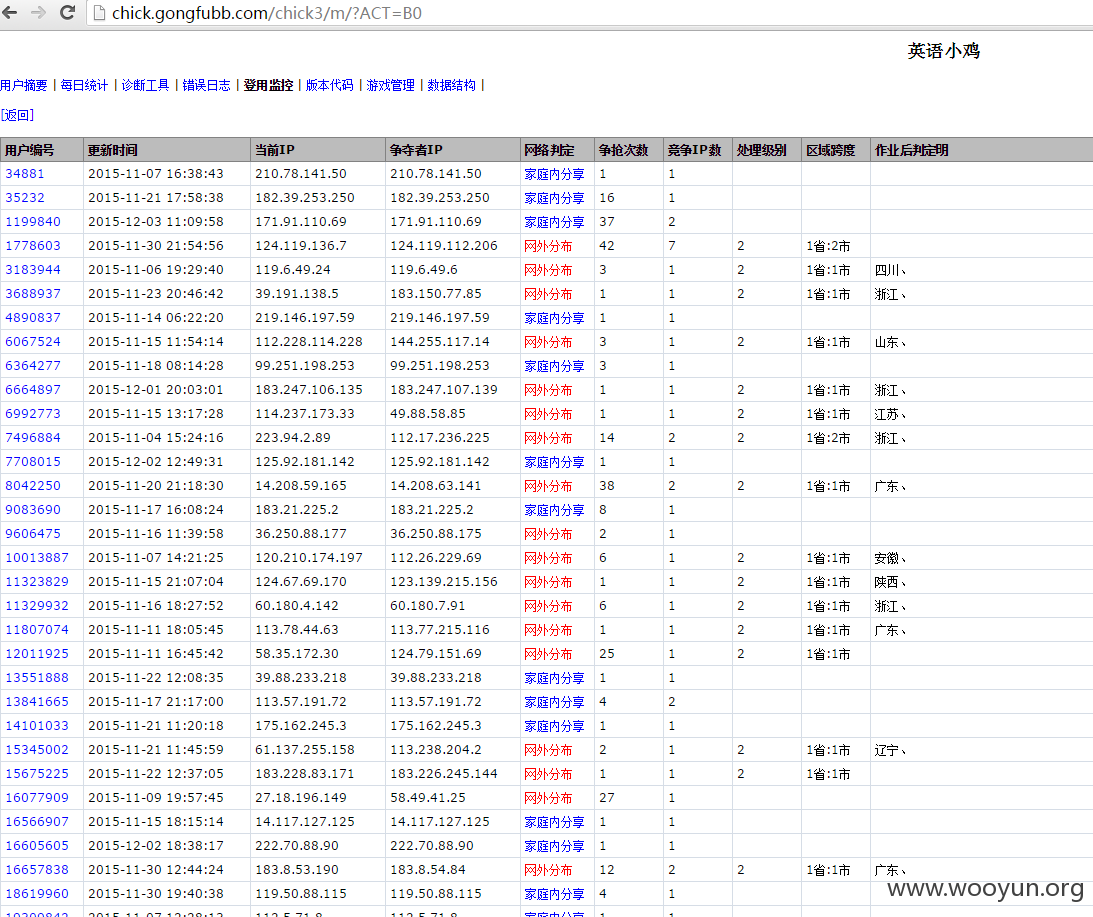 chick.gongfubb.com/chick3/m/?ACT=B0
英语小鸡
用户摘要 | 每日统计 | 诊断工具 | 错误日志 | 登用监控 | 版本代码 | 游戏管理 | 数据结构 |
[返回]
用户编号 更新时间 当前IP 争夺者IP 网络判定 争抢次数 竞争IP数 处理级别 区域跨度 作业后判定明
34881 2015-11-07 16:38:43 210.78.141.50 210.78.141.50 家庭内分享 1 1
35232 2015-11-21 17:58:38 182.39.253.250 182.39.253.250 家庭内分享 16 1
1199840 2015-12-03 11:09:58 171.91.110.69 171.91.110.69 家庭内分享 37 2
1778603 2015-11-30 21:54:56 124.119.136.7 124.119.112.206 网外分布 42 7 2 1省:2市
3183944 2015-11-06 19:29:40 119.6.49.24 119.6.49.6 网外分布 3 1 2 1省:1市 四川、
3688937 2015-11-23 20:46:42 39.191.138.5 183.150.77.85 网外分布 1 1 2 1省:1市 浙江、
4890837 2015-11-14 06:22:20 219.146.197.59 219.146.197.59 家庭内分享 1 1
6067524 2015-11-15 11:54:14 112.228.114.228 144.255.117.14 网外分布 3 1 2 1省:1市 山东、
6364277 2015-11-18 08:14:28 99.251.198.253 99.251.198.253 家庭内分享 3 1
6664897 2015-12-01 20:03:01 183.247.106.135 183.247.107.139 网外分布 1 1 2 1省:1市 浙江、
6992773 2015-11-15 13:17:28 114.237.173.33 49.88.58.85 网外分布 1 1 2 1省:1市 江苏、
7496884 2015-11-04 15:24:16 223.94.2.89 112.17.236.225 网外分布 14 2 2 1省:2市 浙江、
7708015 2015-12-02 12:49:31 125.92.181.142 125.92.181.142 家庭内分享 1 1
8042250 2015-11-20 21:18:30 14.208.59.165 14.208.63.141 网外分布 38 2 2 1省:1市 广东、
9083690 2015-11-17 16:08:24 183.21.225.2 183.21.225.2 家庭内分享 8 1
9606475 2015-11-16 11:39:58 36.250.88.177 36.250.88.175 网外分布 2 1
10013887 2015-11-07 14:21:25 120.210.174.197 112.26.229.69 网外分布 6 1 2 1省:1市 安徽、
11323829 2015-11-15 21:07:04 124.67.69.170 123.139.215.156 网外分布 1 1 2 1省:1市 陕西、
11329932 2015-11-16 18:27:52 60.180.4.142 60.180.7.91 网外分布 6 1 2 1省:1市 浙江、
11807074 2015-11-11 18:05:45 113.78.44.63 113.77.215.116 网外分布 1 1 2 1省:1市 广东、
12011925 2015-11-11 16:45:42 58.35.172.30 124.79.151.69 网外分布 25 1 2 1省:1市
13551888 2015-11-22 12:08:35 39.88.233.218 39.88.233.218 家庭内分享 1 1
13841665 2015-11-17 21:17:00 113.57.191.72 113.57.191.72 家庭内分享 4 2
14101033 2015-11-21 11:20:18 175.162.245.3 175.162.245.3 家庭内分享 1 1
15345002 2015-11-21 11:45:59 61.137.255.158 113.238.204.2 网外分布 2 1 2 1省:1市 辽宁、
15675225 2015-11-22 12:37:05 183.228.83.171 183.226.245.144 网外分布 1 1 2 1省:1市
16077909 2015-11-09 19:57:45 27.18.196.149 58.49.41.25 网外分布 27 1
16566907 2015-11-15 18:15:14 14.117.127.125 14.117.127.125 家庭内分享 1 1
16605605 2015-12-02 18:38:17 222.70.88.90 222.70.88.90 家庭内分享 1 1
16657838 2015-11-30 12:44:24 183.8.53.190 183.8.54.84 网外分布 12 2 2 1省:1市 广东、
18619960 2015-11-30 19:40:38 119.50.88.115 119.50.88.115 家庭内分享 4 1
www.wooyun.org